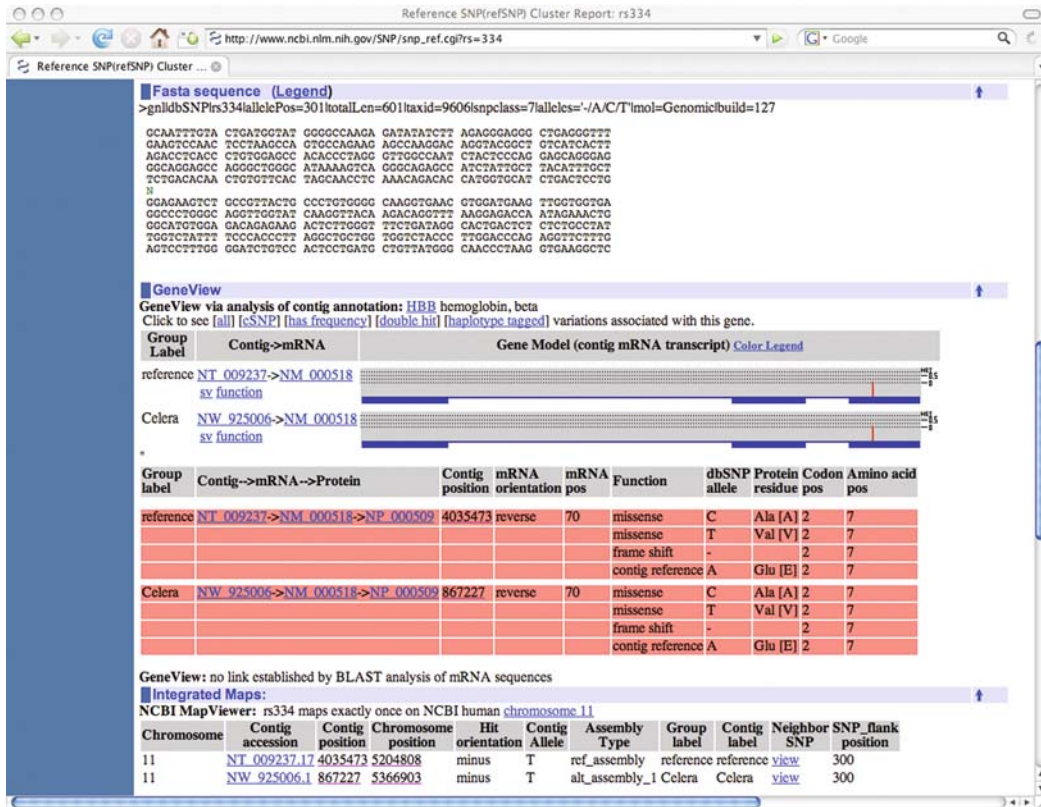 Reference SNP(refSNP) Cluster Report: rs334
http://www.ncbi.nlm.nih.gov/SNP/snp_ref.cgi?rs=334
Google
Reference SNP(refSNP) Cluster ...
Fasta sequence (Legend)
>gnl|dbSNP|rs334|allelePos=301|totalLen=601|taxid=9606|snpclass=7|alleles='-/A/C/T'|mol=Genomic|build=127
GCAATTTGTA CTGATGGTAT GGGGCCAAGA GATATATCTT AGAGGGAGGG CTGAGGGTTT
GAAGTCCAAC TCCTAAGCCA GTGCCAGAAG AGCCAAGGAC AGGTACGGCT GTCATCACTT
AGACCTCACC CTGTGGAGCC ACACCCTAGG GTTGGCCAAT CTACTCCCAG GAGCAGGGAG
GGCAGGAGCC AGGGCTGGGC ATAAAAGTCA GGGCAGAGCC ATCTATTGCT TACATTTGCT
TCTGACACAA CTGTGTTCAC TAGCAACCTC AAACAGACAC CATGGTGCAT CTGACTCCTG
N
GGAGAAGTCT GCCGTTACTG CCCTGTGGGG CAAGGTGAAC GTGGATGAAG TTGGTGGTGA
GGCCCTGGGC AGGTTGGTAT CAAGGTTACA AGACAGGTTT AAGGAGACCA ATAGAAACTG
GGCATGTGGA GACAGAGAAG ACTCTTGGGT TTCTGATAGG CACTGACTCT CTCTGCCTAT
TGGTCTATTT TCCCACCCTT AGGCTGCTGG TGGTCTACCC TTGGACCCAG AGGTTCTTTG
AGTCCTTTGG GGATCTGTCC ACTCCTGATG CTGTTATGGG CAACCCTAAG GTGAAGGCTC
GeneView
GeneView via analysis of contig annotation: HBB hemoglobin, beta
Click to see [all] [cSNP] [has frequency] [double hit] [haplotype tagged] variations associated with this gene.
Group Label Contig->mRNA Gene Model (contig mRNA transcript) Color Legend
reference NT_009237->NM_000518
sv function
Celera NW_925006->NM_000518
sv function
*
Group label Contig-->mRNA-->Protein Contig position mRNA orientation mRNA pos Function dbSNP allele Protein residue Codon pos Amino acid pos
reference NT_009237->NM_000518->NP_000509 4035473 reverse 70 missense C Ala [A] 2 7
missense T Val [V] 2 7
frame shift - 2 7
contig reference A Glu [E] 2 7
Celera NW_925006->NM_000518->NP_000509 867227 reverse 70 missense C Ala [A] 2 7
missense T Val [V] 2 7
frame shift - 2 7
contig reference A Glu [E] 2 7
GeneView: no link established by BLAST analysis of mRNA sequences
Integrated Maps:
NCBI MapViewer: rs334 maps exactly once on NCBI human chromosome 11
Chromosome Contig accession Contig position Chromosome position Hit orientation Contig Allele Assembly Type Group label Contig label Neighbor SNP SNP_flank position
11 NT_009237.17 4035473 5204808 minus T ref_assembly reference reference view 300
11 NW_925006.1 867227 5366903 minus T alt_assembly_1 Celera Celera view 300